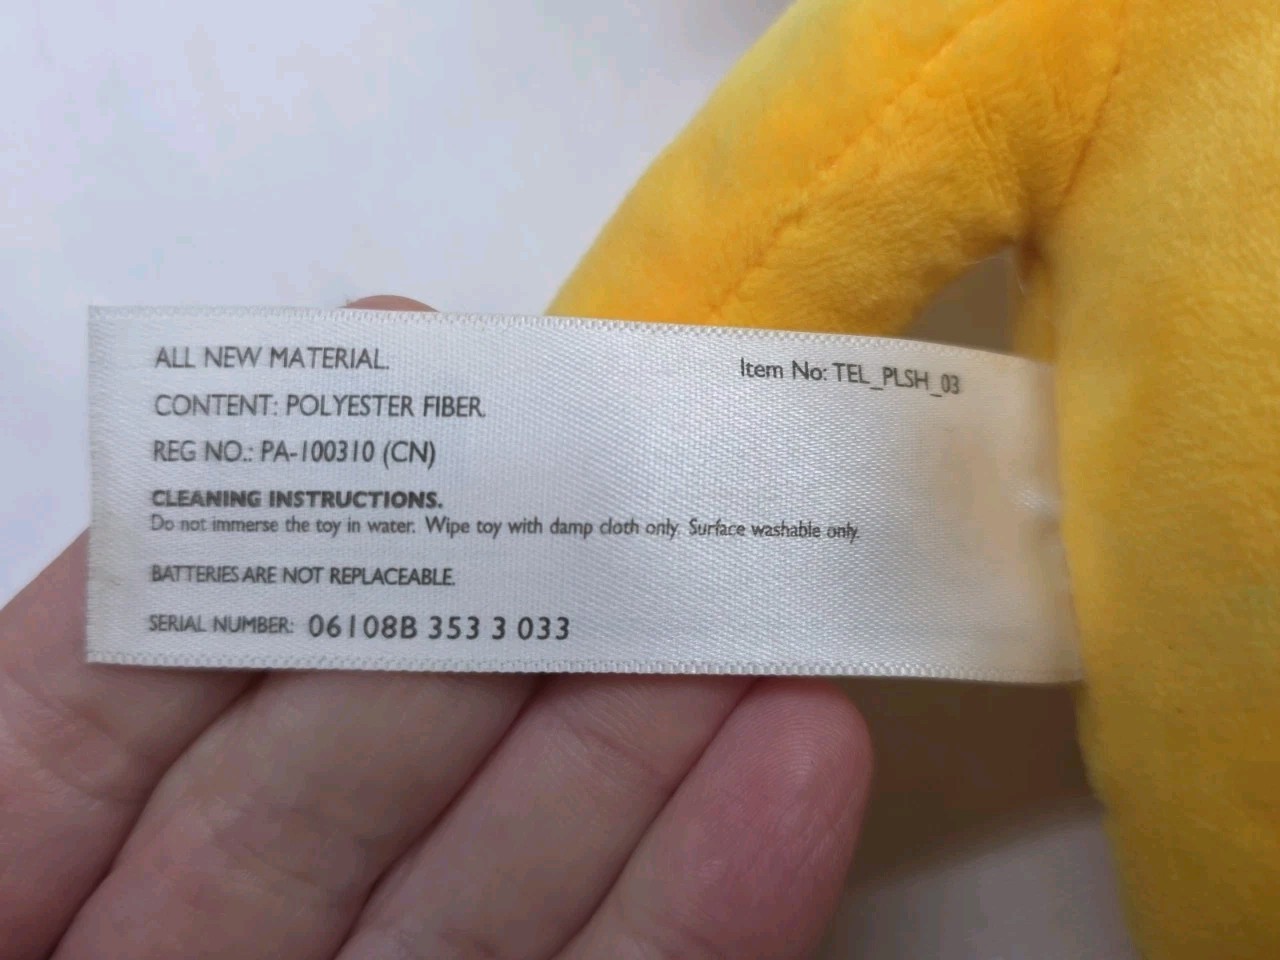 ALL NEW MATERIAL.
Item No: TEL_PLSH_03
CONTENT: POLYESTER FIBER.
REG NO.: PA-100310 (CN)
CLEANING INSTRUCTIONS.
Do not immerse the toy in water. Wipe toy with damp cloth only. Surface washable only.
BATTERIES ARE NOT REPLACEABLE.
SERIAL NUMBER: 06108B 353 3 033